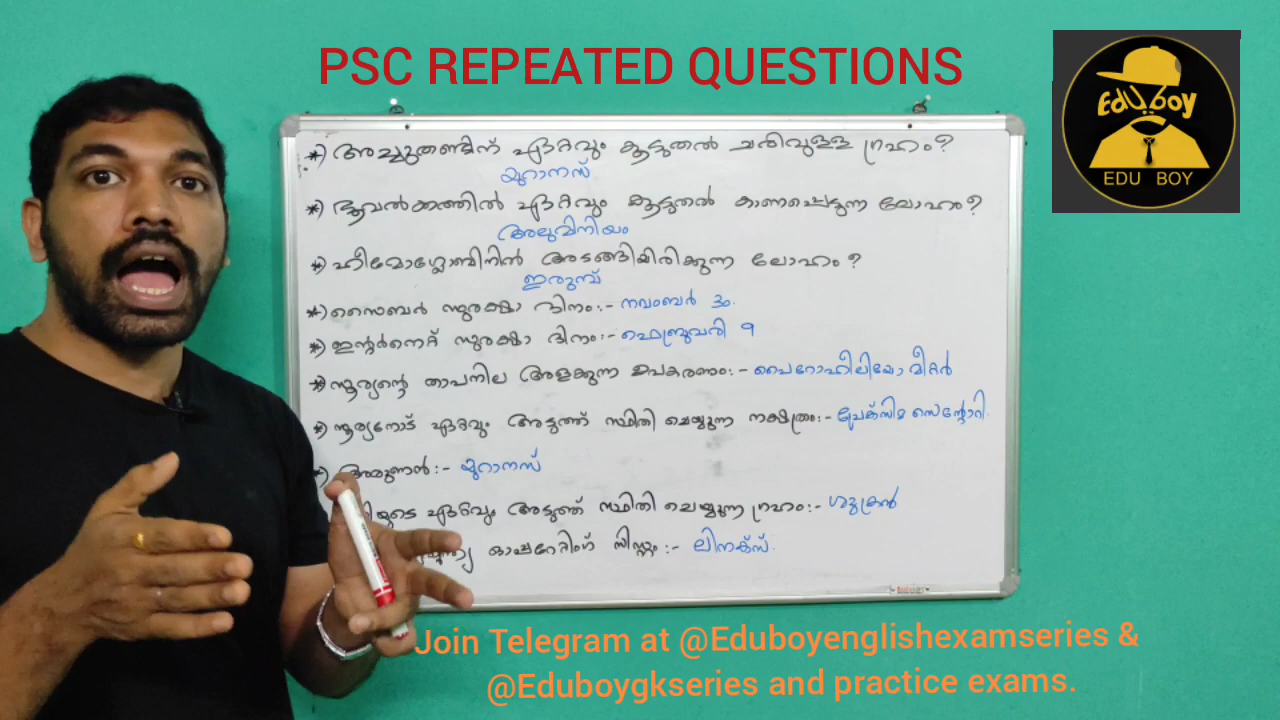 PSC REPEATED QUESTIONS
Edu boy
EDU BOY
*) അച്ചുതണ്ടിന് ഏറ്റവും കൂടുതൽ ചരിവുള്ള ഗ്രഹം?
യുറാനസ്
*) ഭൂവൽക്കത്തിൽ ഏറ്റവും കൂടുതൽ കാണപ്പെടുന്ന ലോഹം?
അലുമിനിയം
*) ഹീമോഗ്ലോബിനിൽ അടങ്ങിയിരിക്കുന്ന ലോഹം?
ഇരുമ്പ്
*) സൈബർ സുരക്ഷാ ദിനം:- നവംബർ 30.
*) ഇന്റർനെറ്റ് സുരക്ഷാ ദിനം:- ഫെബ്രുവരി 9
*) സൂര്യന്റെ താപനില അളക്കുന്ന ഉപകരണം:- പൈറോഹീലിയോമീറ്റർ
*) സൂര്യനോട് ഏറ്റവും അടുത്ത് സ്ഥിതി ചെയ്യുന്ന നക്ഷത്രം:- പ്രോക്സിമ സെന്റോറി.
*) അരുണൻ:- യുറാനസ്
ഏറ്റവും അടുത്ത് സ്ഥിതി ചെയ്യുന്ന ഗ്രഹം:- ശുക്രൻ
ഓപ്പറേറ്റിംഗ് സിസ്റ്റം:- ലിനക്സ്.
Join Telegram at @Eduboyenglishexamseries &
@Eduboygkseries and practice exams.